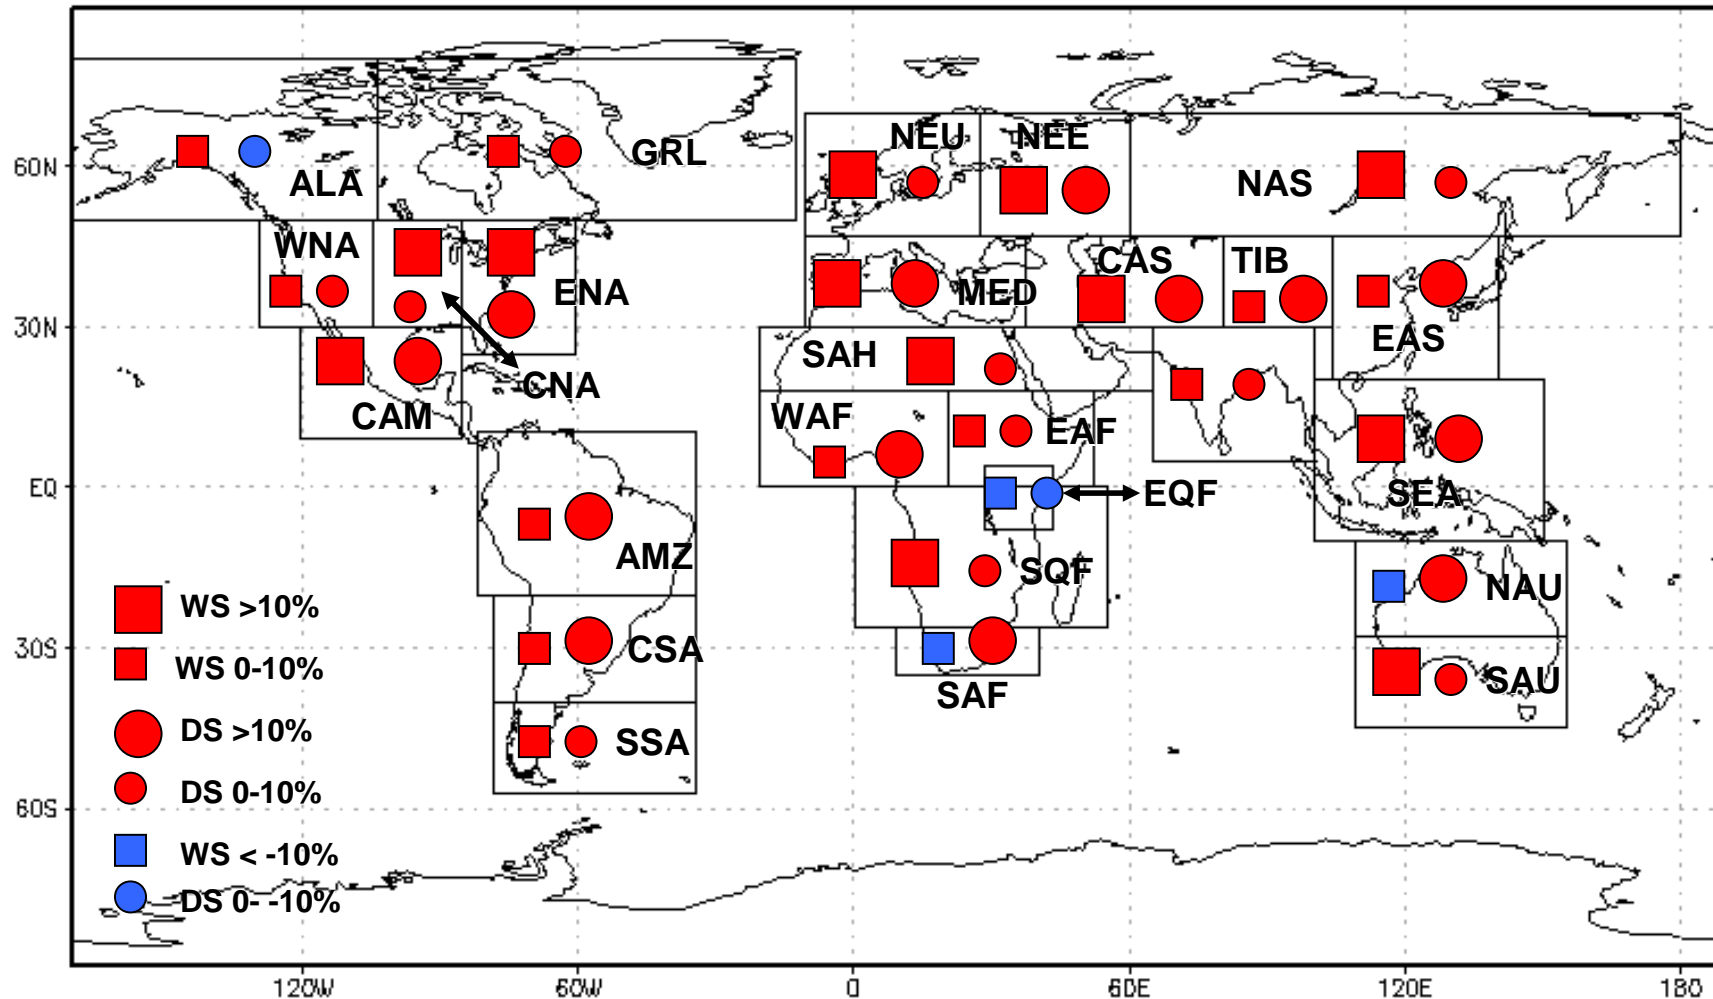 NEU
NEE
GRL
ALA
60N
NAS
WNA
CAS
TIB
ENA
MED
30N
EAS
SAH
CNA
CAM
WAF
EAF
EQ
EQF
SEA
AMZ
SQF
NAU
WS >10%
WS 0-10%
30S
CSA
SAF
SAU
DS >10%
SSA
DS 0-10%
60S
WS < -10%
DS 0- -10%
120W
60W
0
60E
120E
180